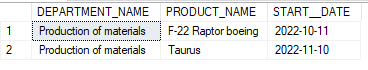 DEPARTMENT_NAME PRODUCT_NAME START__DATE
1 Production of materials F-22 Raptor boeing 2022-10-11
2 Production of materials Taurus 2022-11-10